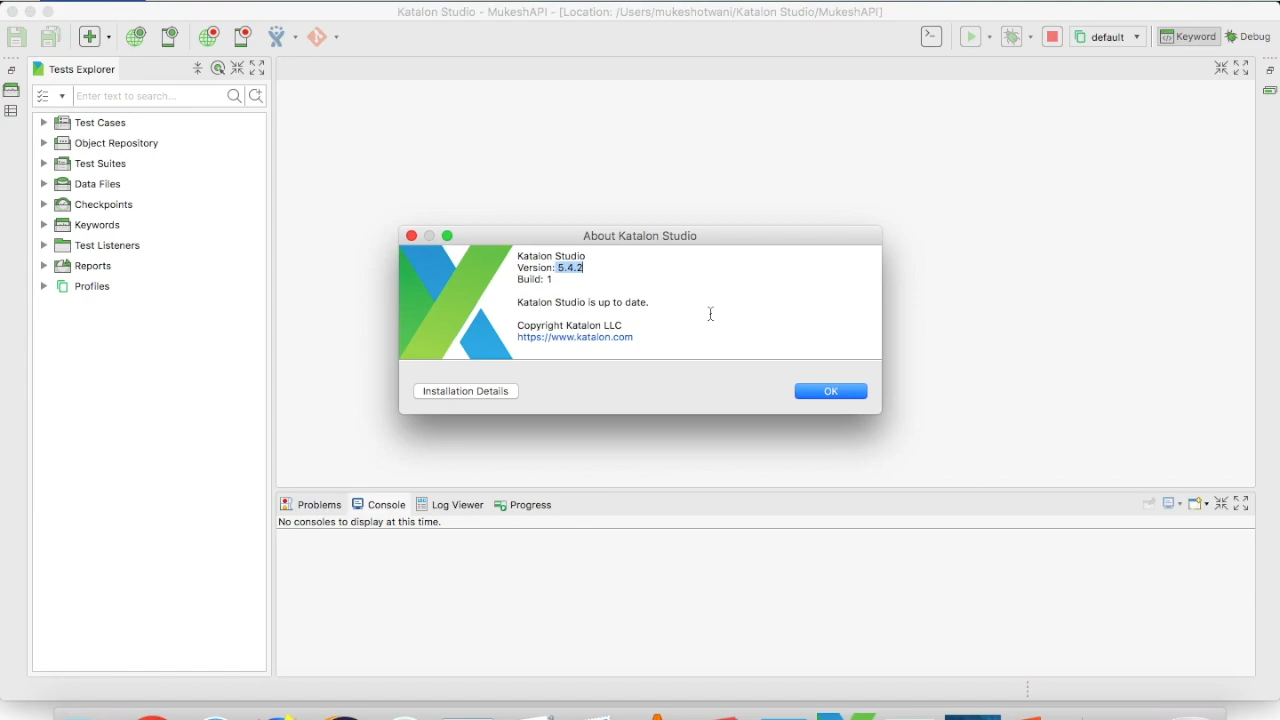 Katalon Studio - MukeshAPI - [Location: /Users/mukeshotwani/Katalon Studio/MukeshAPI]
default
Keyword
Debug
Tests Explorer
Enter text to search...
Test Cases
Object Repository
Test Suites
Data Files
Checkpoints
Keywords
Test Listeners
Reports
Profiles
About Katalon Studio
Katalon Studio
Version: 5.4.2
Build: 1
Katalon Studio is up to date.
Copyright Katalon LLC
https://www.katalon.com
Installation Details
OK
Problems
Console
Log Viewer
Progress
No consoles to display at this time.